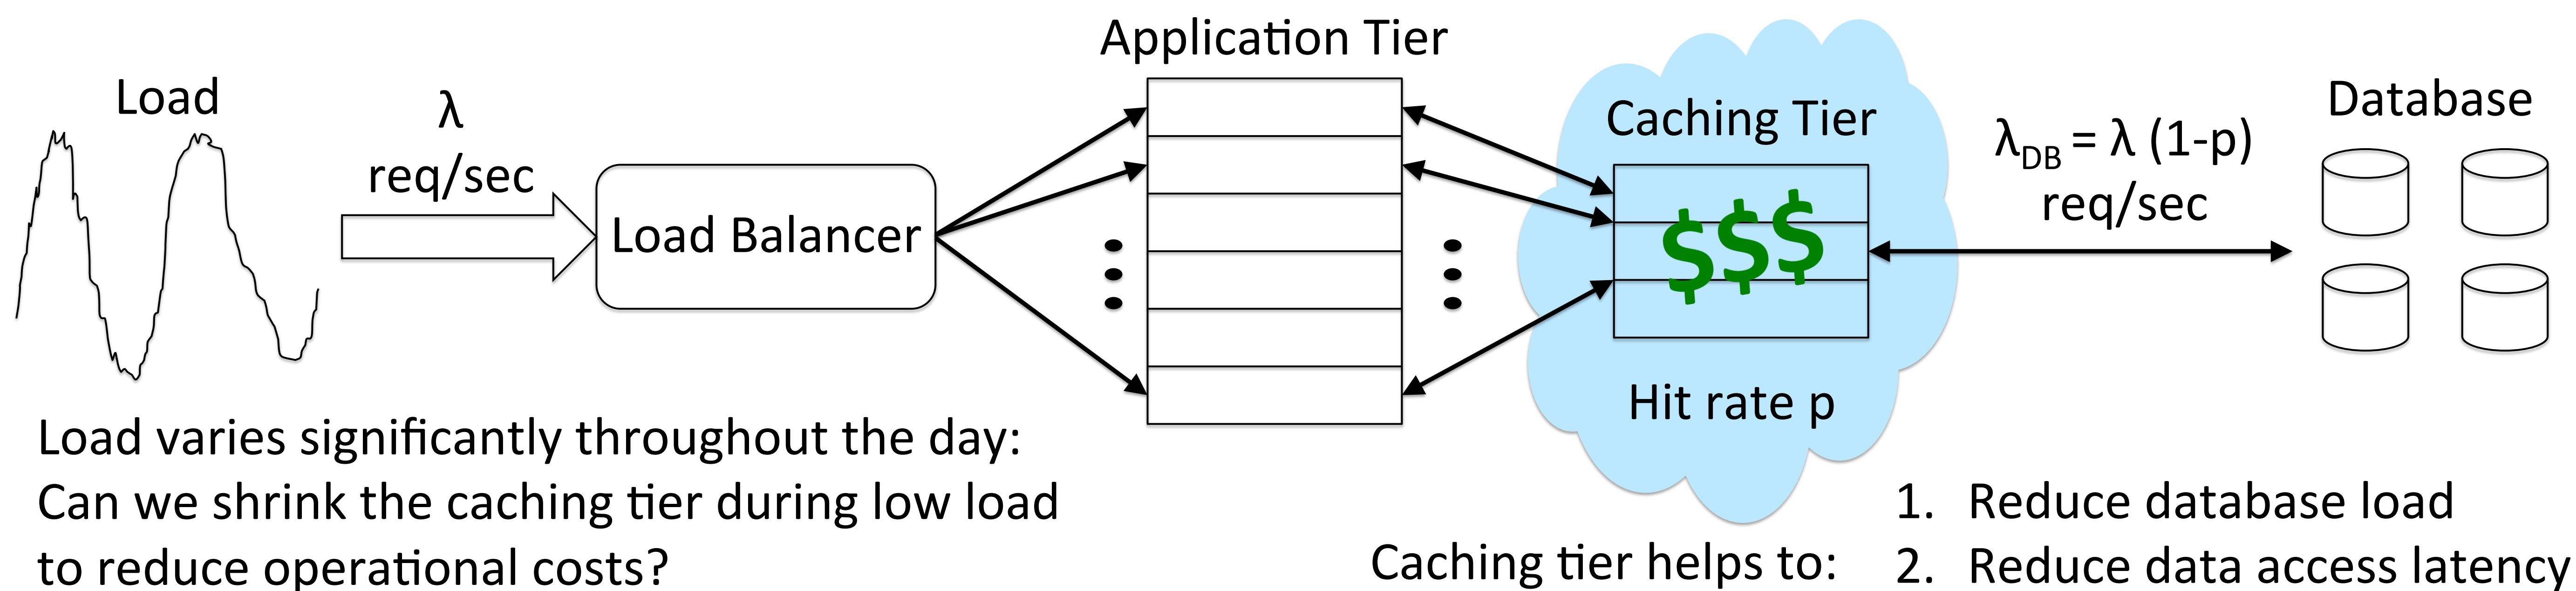 Load
λ
req/sec
Load Balancer
Application Tier
Caching Tier
$$$
Hit rate p
λDB = λ (1-p)
req/sec
Database
Load varies significantly throughout the day:
Can we shrink the caching tier during low load
to reduce operational costs?
Caching tier helps to:
1. Reduce database load
2. Reduce data access latency